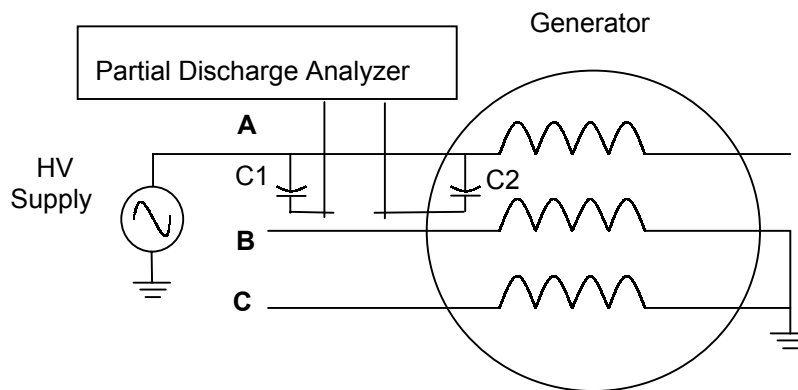 Generator
Partial Discharge Analyzer
A
HV
Supply
C1
C2
B
C